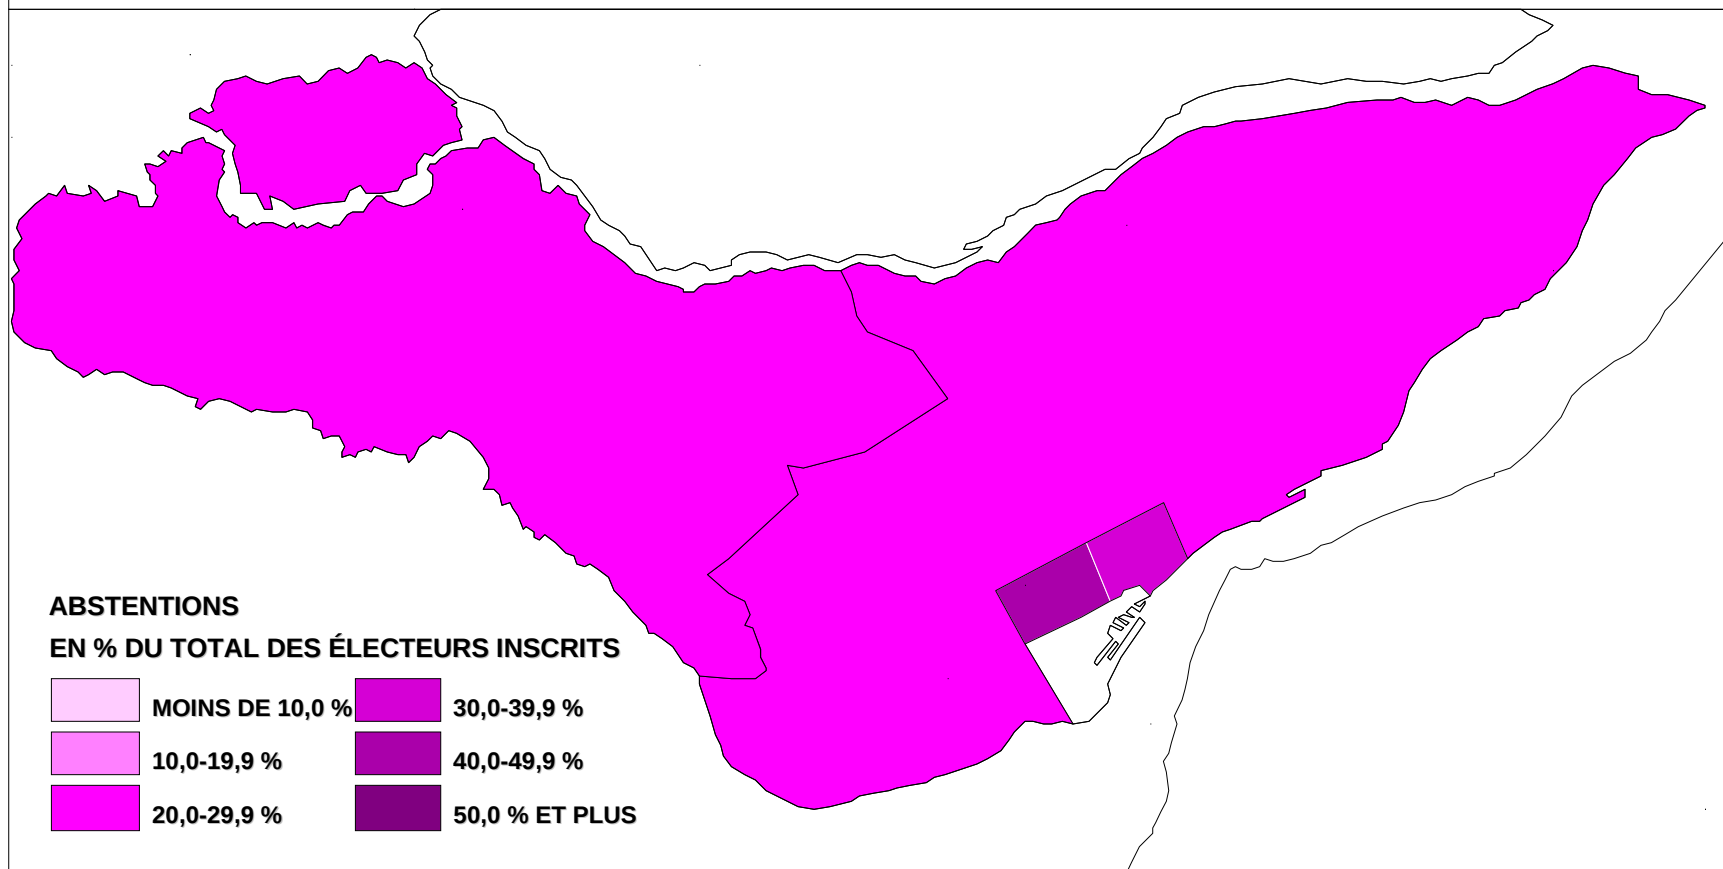 ABSTENTIONS
EN % DU TOTAL DES ÉLECTEURS INSCRITS
MOINS DE 10,0 %
10,0-19,9 %
20,0-29,9 %
30,0-39,9 %
40,0-49,9 %
50,0 % ET PLUS